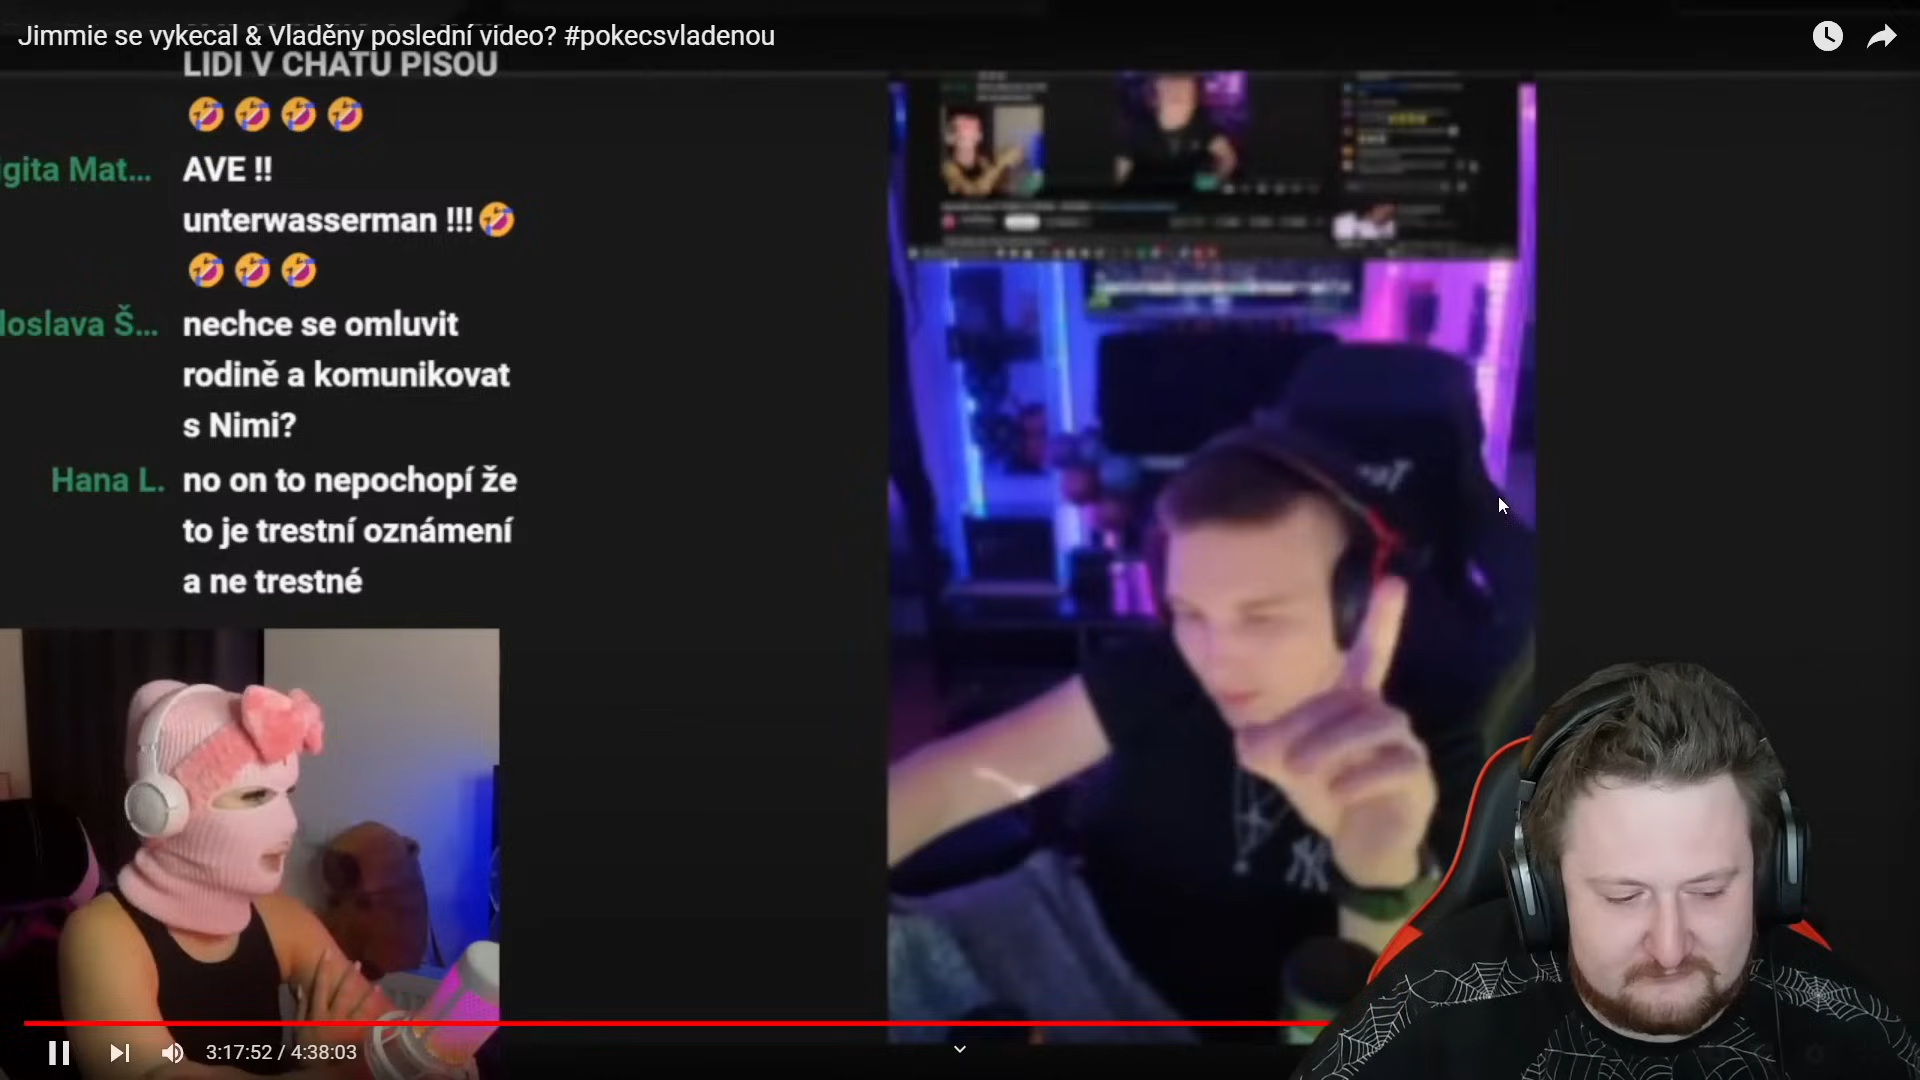 Jimmie se vykecal & Vladěny poslední video? #pokecsvladenou
LIDI V CHATU PISOU
igita Mat... AVE !!
unterwasserman !!!
loslava Š... nechce se omluvit
rodině a komunikovat
s Nimi?
Hana L. no on to nepochopí že
to je trestní oznámení
a ne trestné
NY
3:17:52 / 4:38:03